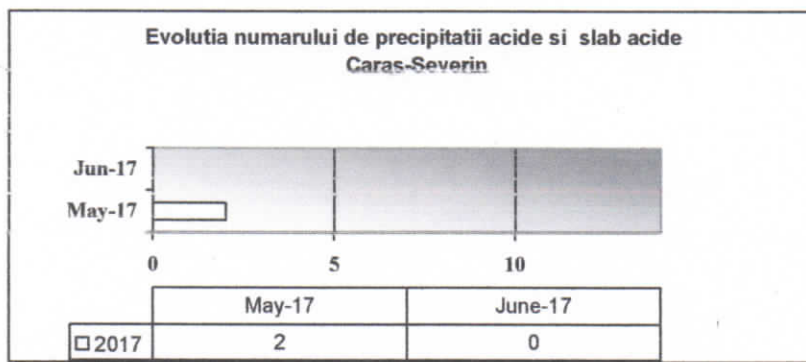 Evolutia numarului de precipitatii acide si slab acide
Caras-Severin
Jun-17
May-17
0 5 10
May-17 June-17
2017 2 0